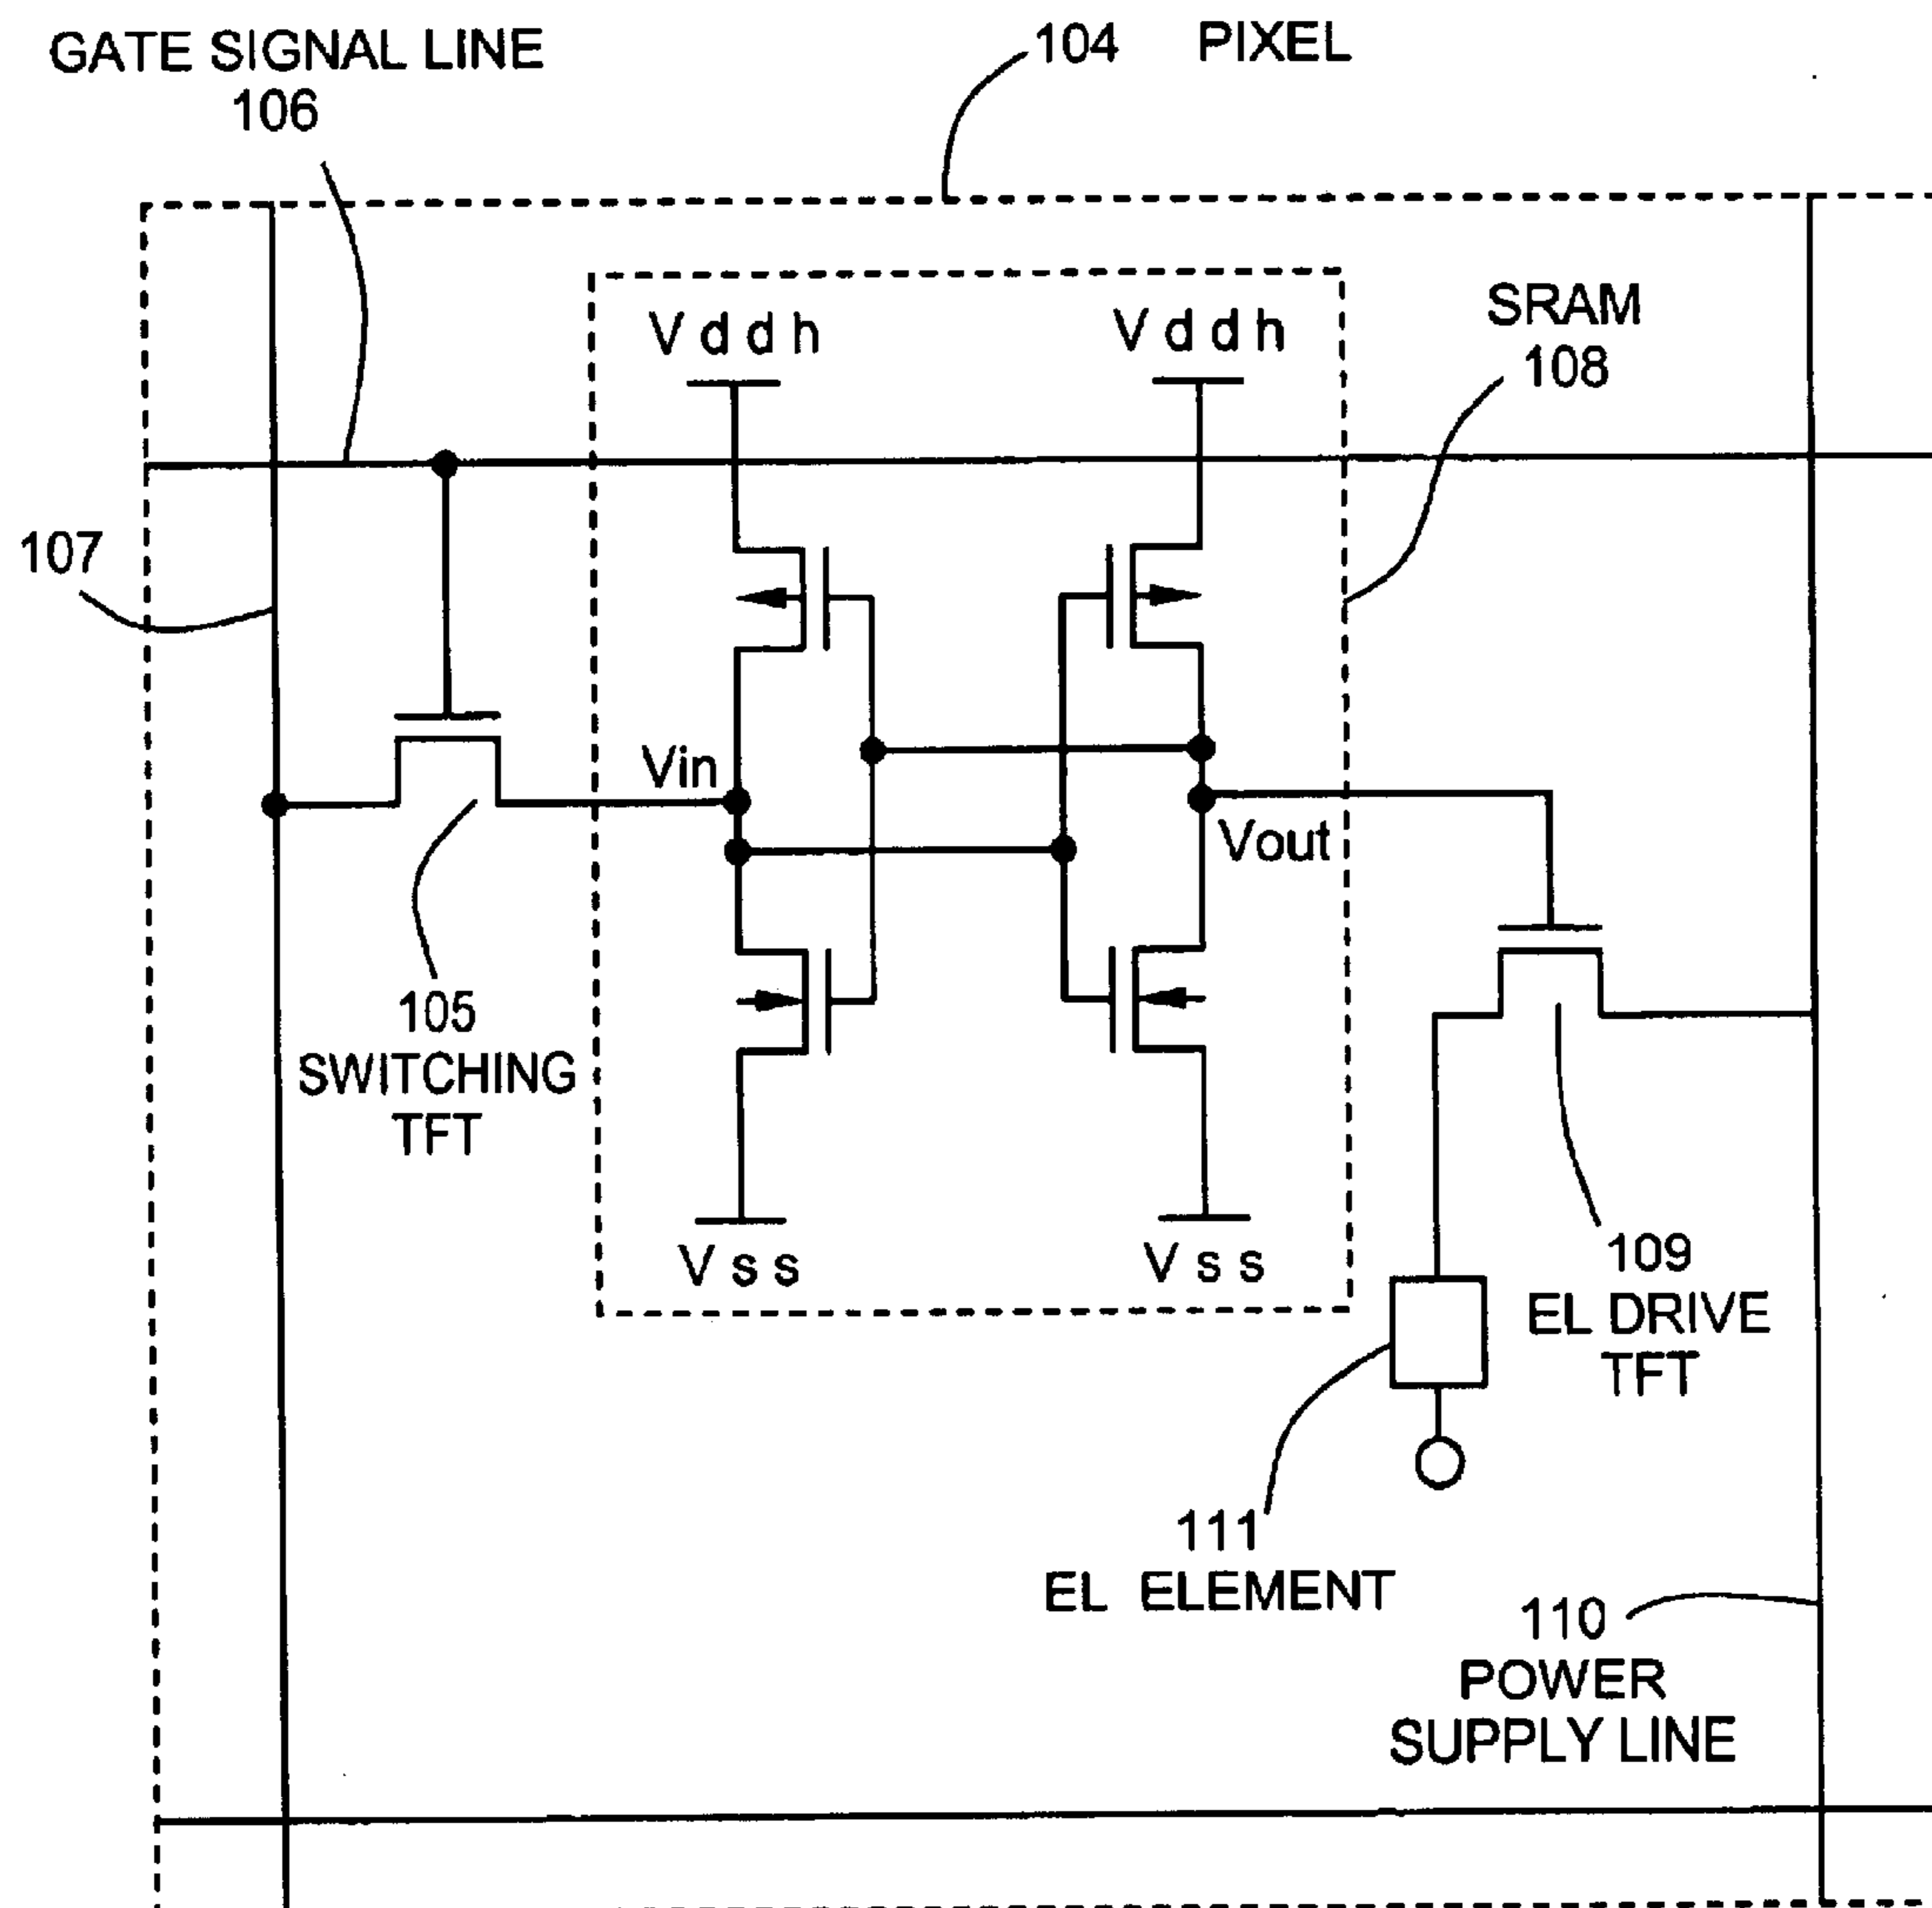 GATE SIGNAL LINE
106
104 PIXEL
SRAM
108
Vddh
Vddh
107
Vin
Vout
105
SWITCHING
TFT
Vss
Vss
109
EL DRIVE
TFT
111
EL ELEMENT
110
POWER
SUPPLY LINE